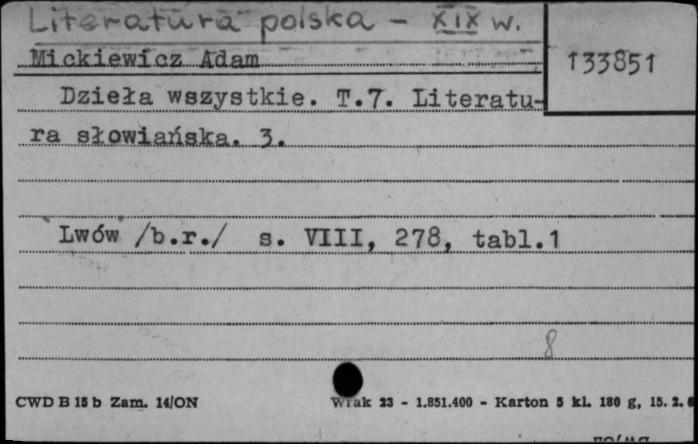 Literatura polska - XIX w.
Mickiewicz Adam
133851
Dzieła wszystkie. T.7. Literatu-
ra słowiańska. 3.
Lwów /b.r./ s. VIII, 278, tabl.1
8
CWD B 15 b Zam. 14/ON
Wrak 23 - 1.851.400 - Karton 5 kl. 180 g, 15. 2.